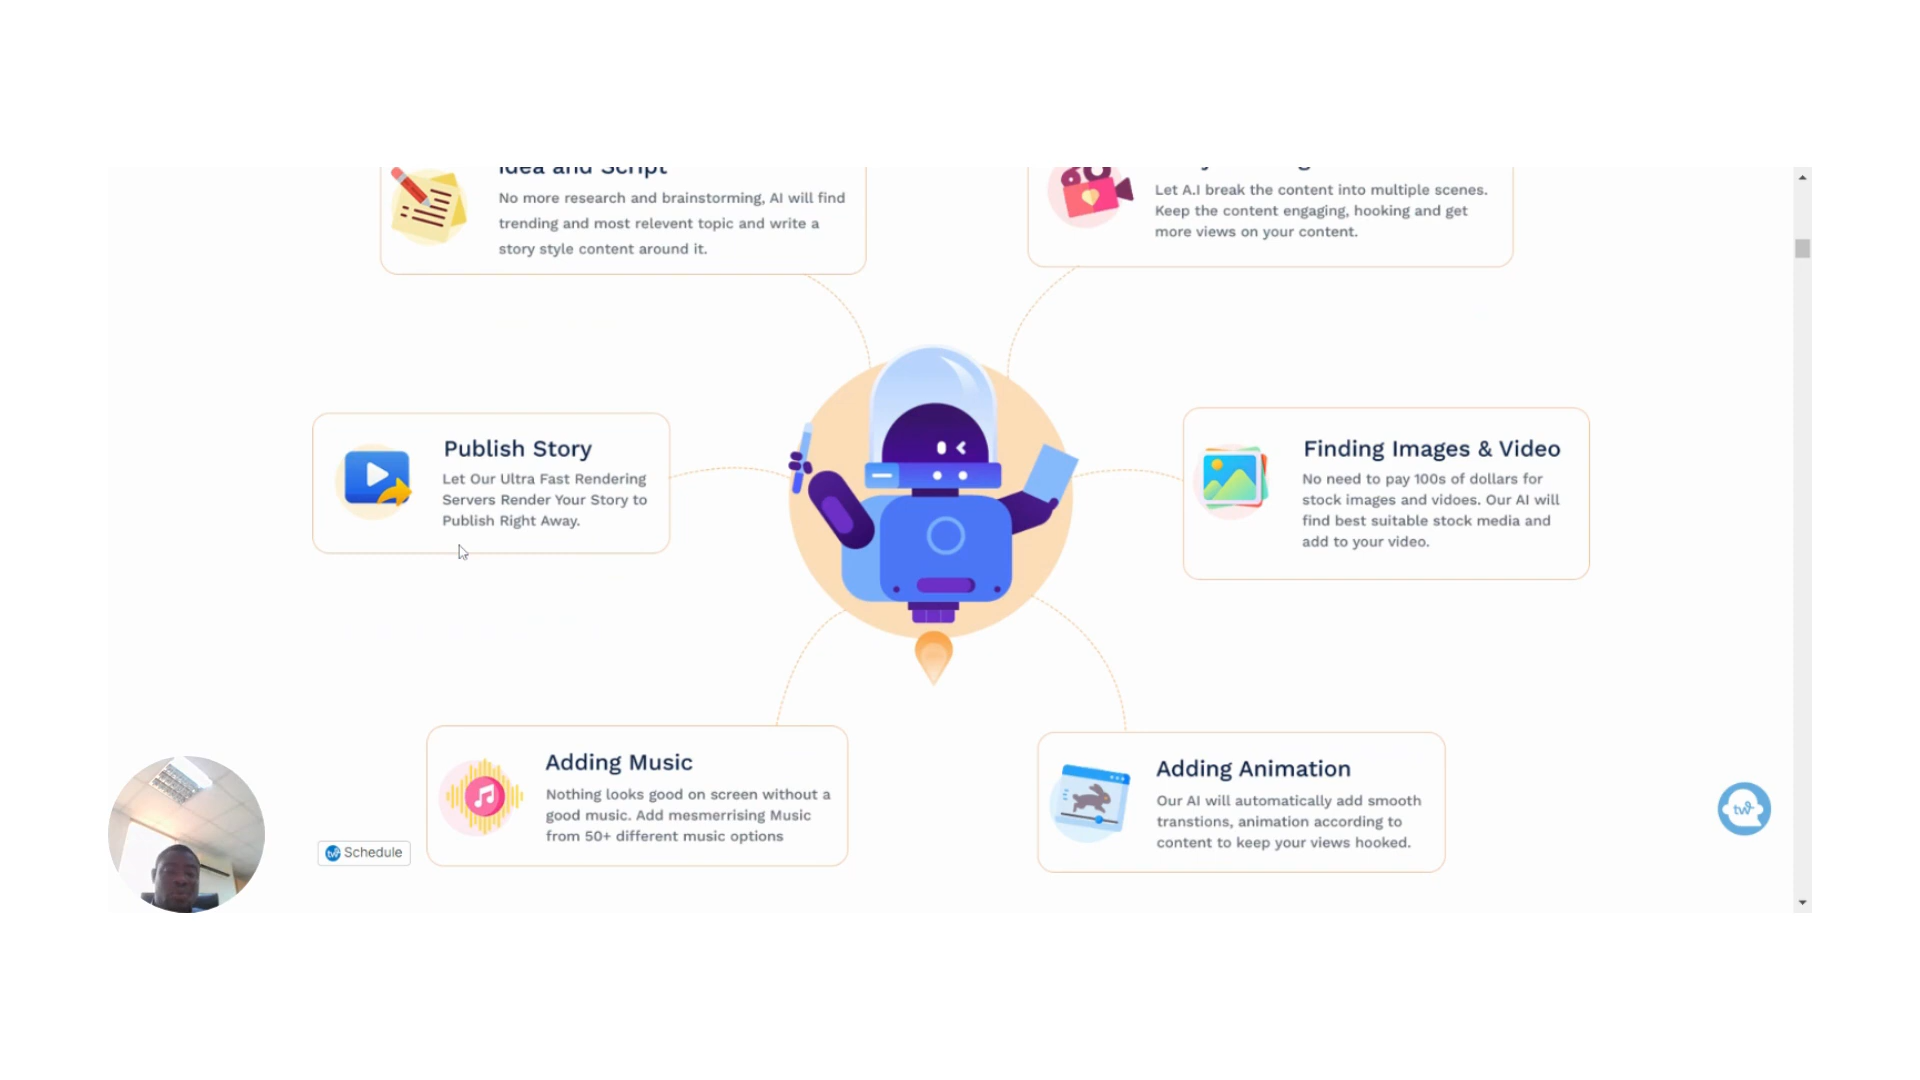 Idea and Script
No more research and brainstorming, AI will find
trending and most relevent topic and write a
story style content around it.
Let A.I break the content into multiple scenes.
Keep the content engaging, hooking and get
more views on your content.
Publish Story
Let Our Ultra Fast Rendering
Servers Render Your Story to
Publish Right Away.
Finding Images & Video
No need to pay 100s of dollars for
stock images and vidoes. Our AI will
find best suitable stock media and
add to your video.
Adding Music
Nothing looks good on screen without a
good music. Add mesmerrising Music
from 50+ different music options
Adding Animation
Our AI will automatically add smooth
transtions, animation according to
content to keep your views hooked.
tw Schedule
tw